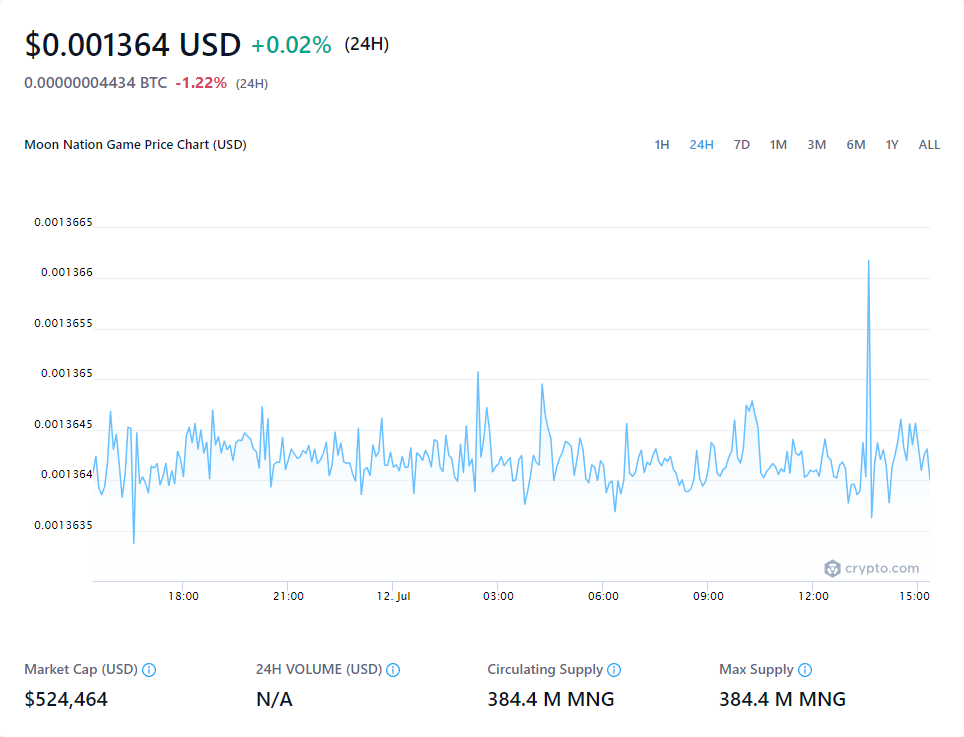 $0.001364 USD +0.02% (24H)
0.00000004434 BTC -1.22% (24H)
Moon Nation Game Price Chart (USD) 1H 24H 7D 1M 3M 6M 1Y ALL
0.0013665
0.001366
0.0013655
0.001365
0.0013645
0.001364
0.0013635
crypto.com
18:00 21:00 12. Jul 03:00 06:00 09:00 12:00 15:00
Market Cap (USD) 24H VOLUME (USD) Circulating Supply Max Supply
$524,464 N/A 384.4 M MNG 384.4 M MNG